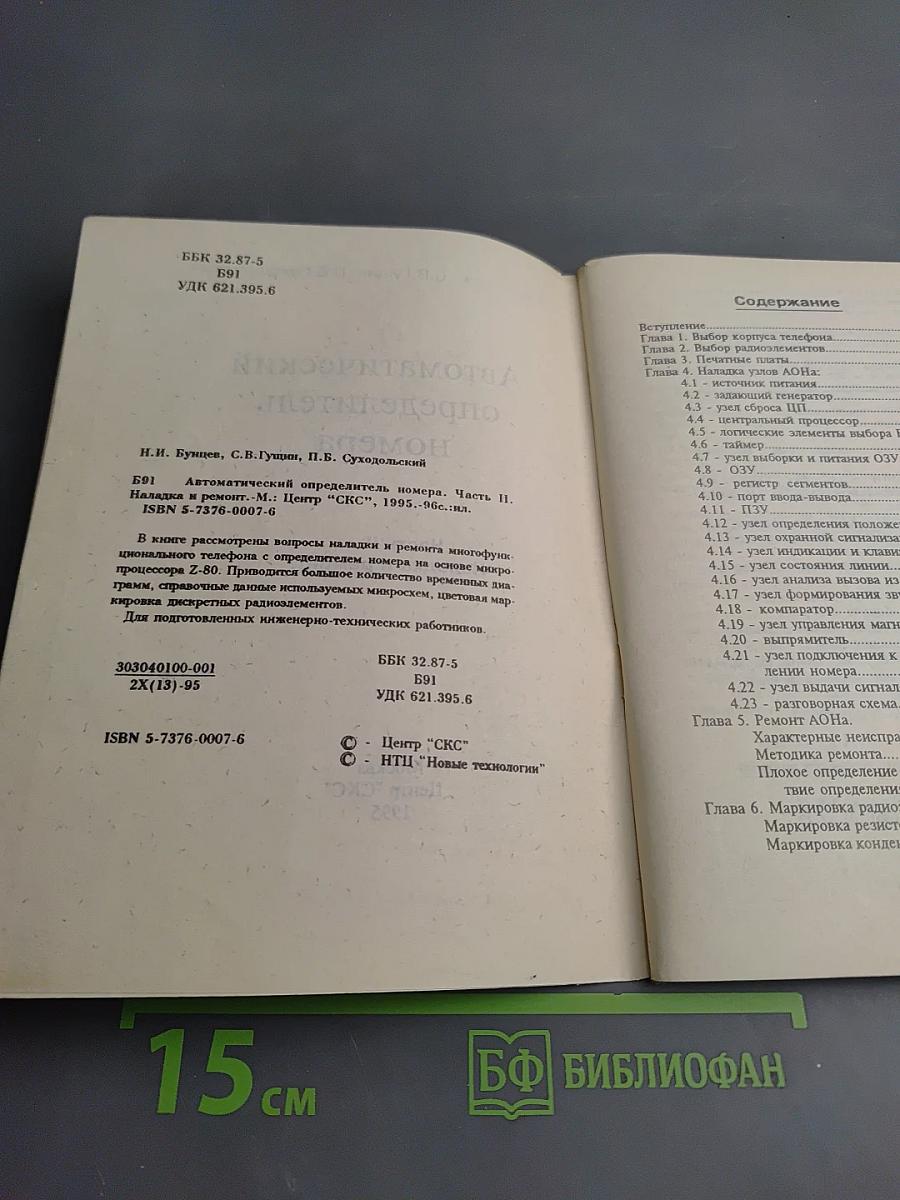 ББК 32.87-5
Б91
УДК 621.395.6
Автоматический
определитель
номера
Н.И. Бунцев, С.В.Гущин, П.Б. Суходольский
Б91 Автоматический определитель номера. Часть II.
Наладка и ремонт.-М.: Центр "СКС", 1995.-96с.:ил.
ISBN 5-7376-0007-6
В книге рассмотрены вопросы наладки и ремонта многофунк-
ционального телефона с определителем номера на основе микро-
процессора Z-80. Приводится большое количество временных диа-
грамм, справочные данные используемых микросхем, цветовая мар-
кировка дискретных радиоэлементов.
Для подготовленных инженерно-технических работников.
303040100-001
2Х(13)-95
ББК 32.87-5
Б91
УДК 621.395.6
ISBN 5-7376-0007-6
© - Центр "СКС"
© - НТЦ "Новые технологии"
Центр "СКС"
1995
Содержание
Вступление
Глава 1. Выбор корпуса телефона
Глава 2. Выбор радиоэлементов
Глава 3. Печатные платы
Глава 4. Наладка узлов АОНа:
4.1 - источник питания
4.2 - задающий генератор
4.3 - узел сброса ЦП
4.4 - центральный процессор
4.5 - логические элементы выбора
4.6 - таймер
4.7 - узел выборки и питания ОЗУ
4.8 - ОЗУ
4.9 - регистр сегментов
4.10 - порт ввода-вывода
4.11 - ПЗУ
4.12 - узел определения положе
4.13 - узел охранной сигнализа
4.14 - узел индикации и клави
4.15 - узел состояния линии
4.16 - узел анализа вызова из
4.17 - узел формирования зв
4.18 - компаратор
4.19 - узел управления магн
4.20 - выпрямитель
4.21 - узел подключения к
лении номера
4.22 - узел выдачи сигнал
4.23 - разговорная схема
Глава 5. Ремонт АОНа.
Характерные неиспра
Методика ремонта
Плохое определение
твие определения
Глава 6. Маркировка радиоэ
Маркировка резист
Маркировка конден
15 см
БФ БИБЛИОФАН